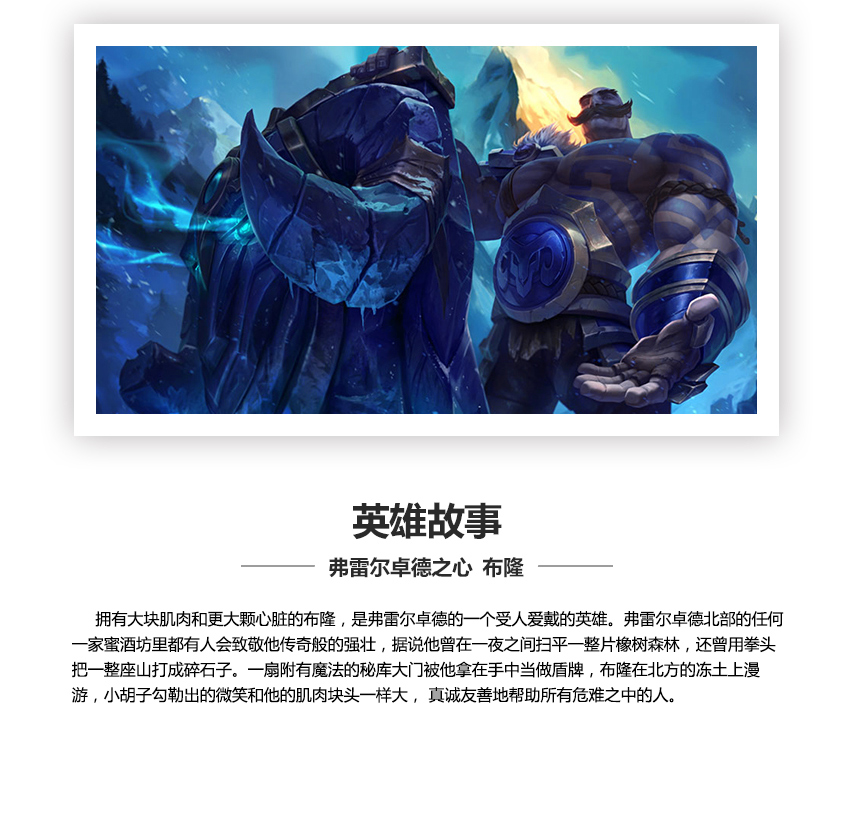 英雄故事
弗雷尔卓德之心 布隆
拥有大块肌肉和更大颗心脏的布隆，是弗雷尔卓德的一个受人爱戴的英雄。弗雷尔卓德北部的任何
一家蜜酒坊里都有人会致敬他传奇般的强壮，据说他曾在一夜之间扫平一整片橡树森林，还曾用拳头
把一整座山打成碎石子。一扇附有魔法的秘库大门被他拿在手中当做盾牌，布隆在北方的冻土上漫
游，小胡子勾勒出的微笑和他的肌肉块头一样大， 真诚友善地帮助所有危难之中的人。